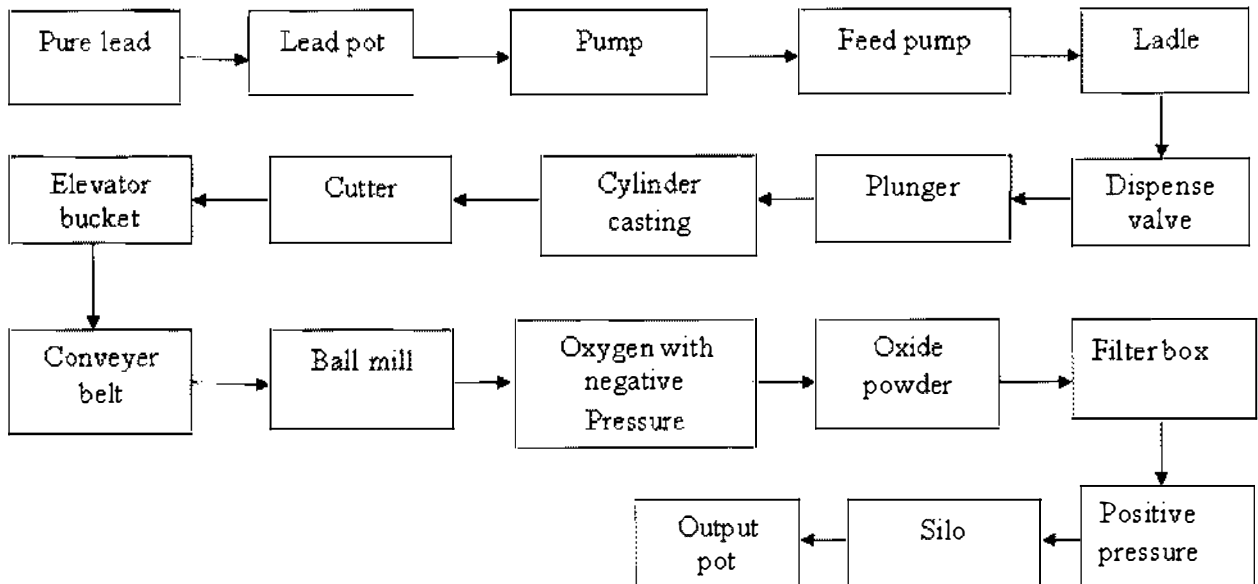 Pure lead
Lead pot
Pump
Feed pump
Ladle
Dispense
valve
Plunger
Cylinder
casting
Cutter
Elevator
bucket
Conveyer
belt
Ball mill
Oxygen with
negative
Pressure
Oxide
powder
Filter box
Positive
pressure
Silo
Output
pot